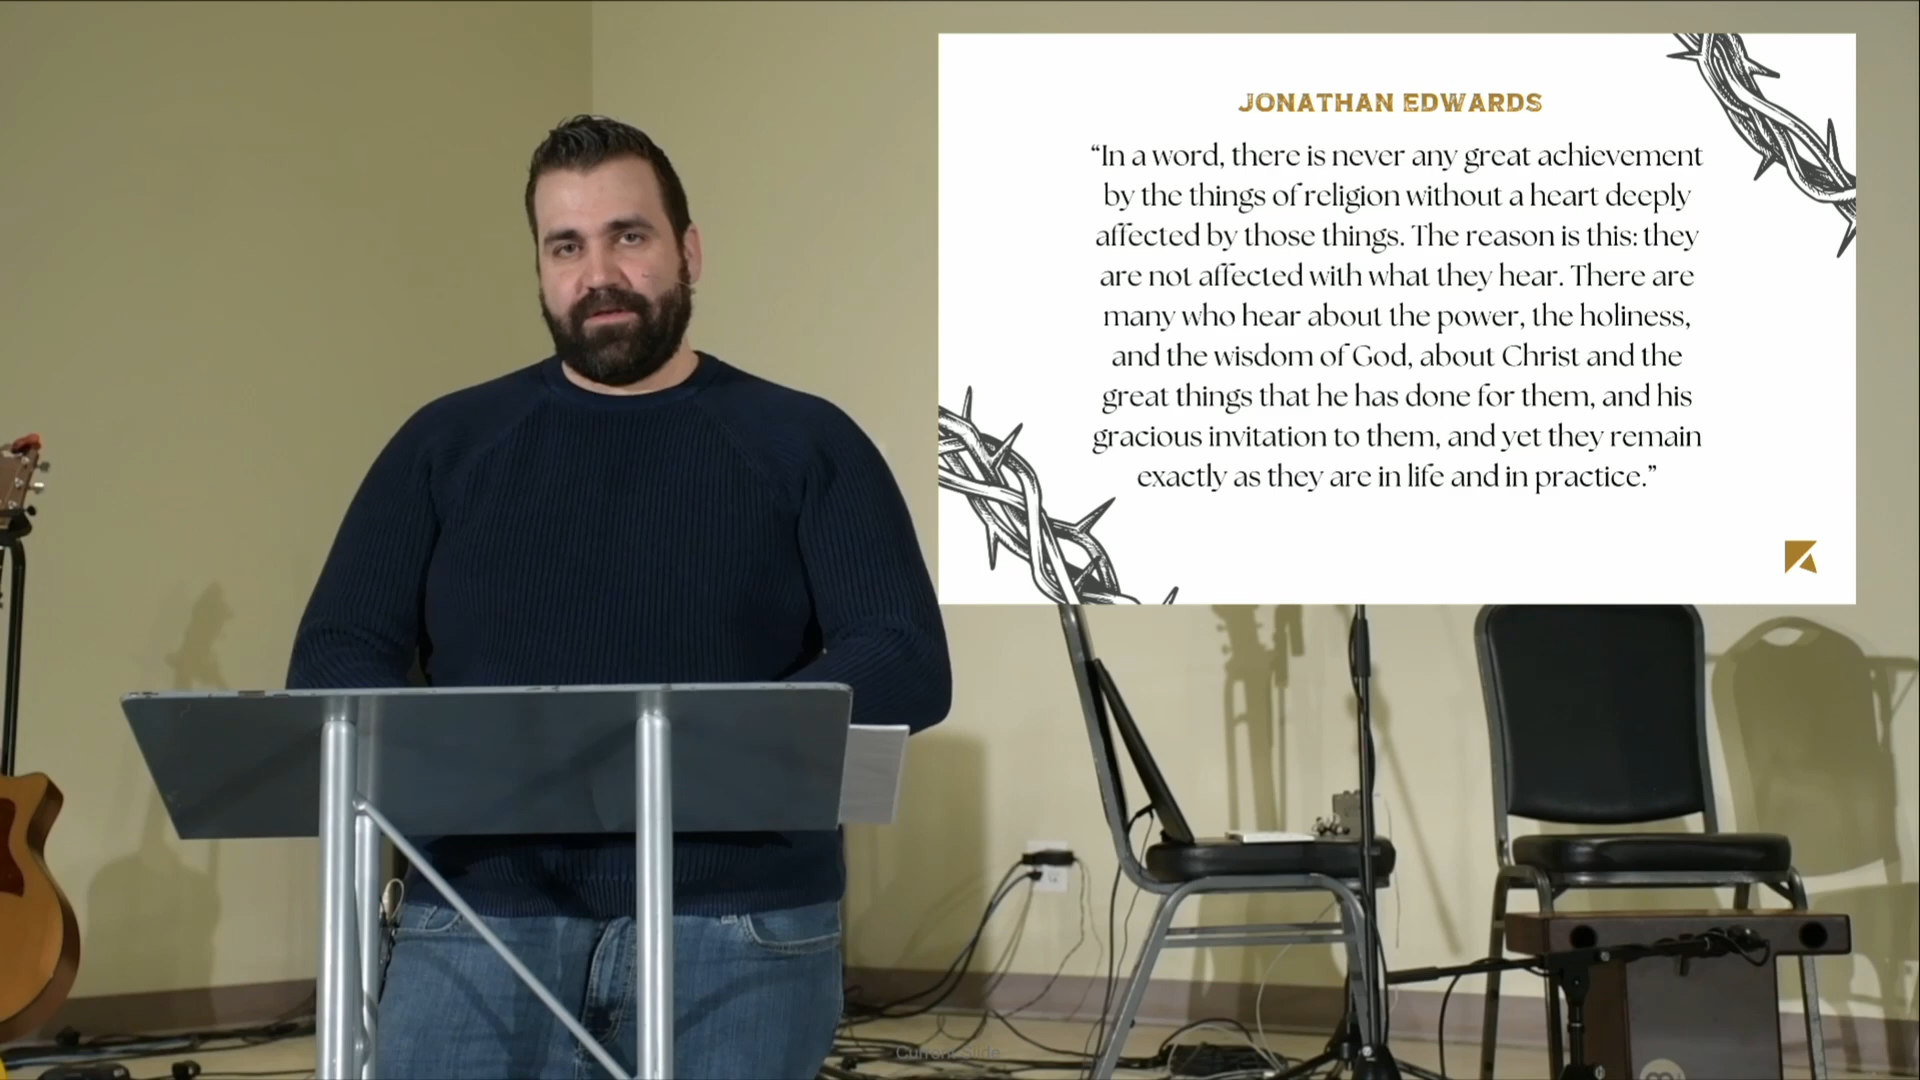 JONATHAN EDWARDS
“In a word, there is never any great achievement
by the things of religion without a heart deeply
affected by those things. The reason is this: they
are not affected with what they hear. There are
many who hear about the power, the holiness,
and the wisdom of God, about Christ and the
great things that he has done for them, and his
gracious invitation to them, and yet they remain
exactly as they are in life and in practice.”
Current Slide